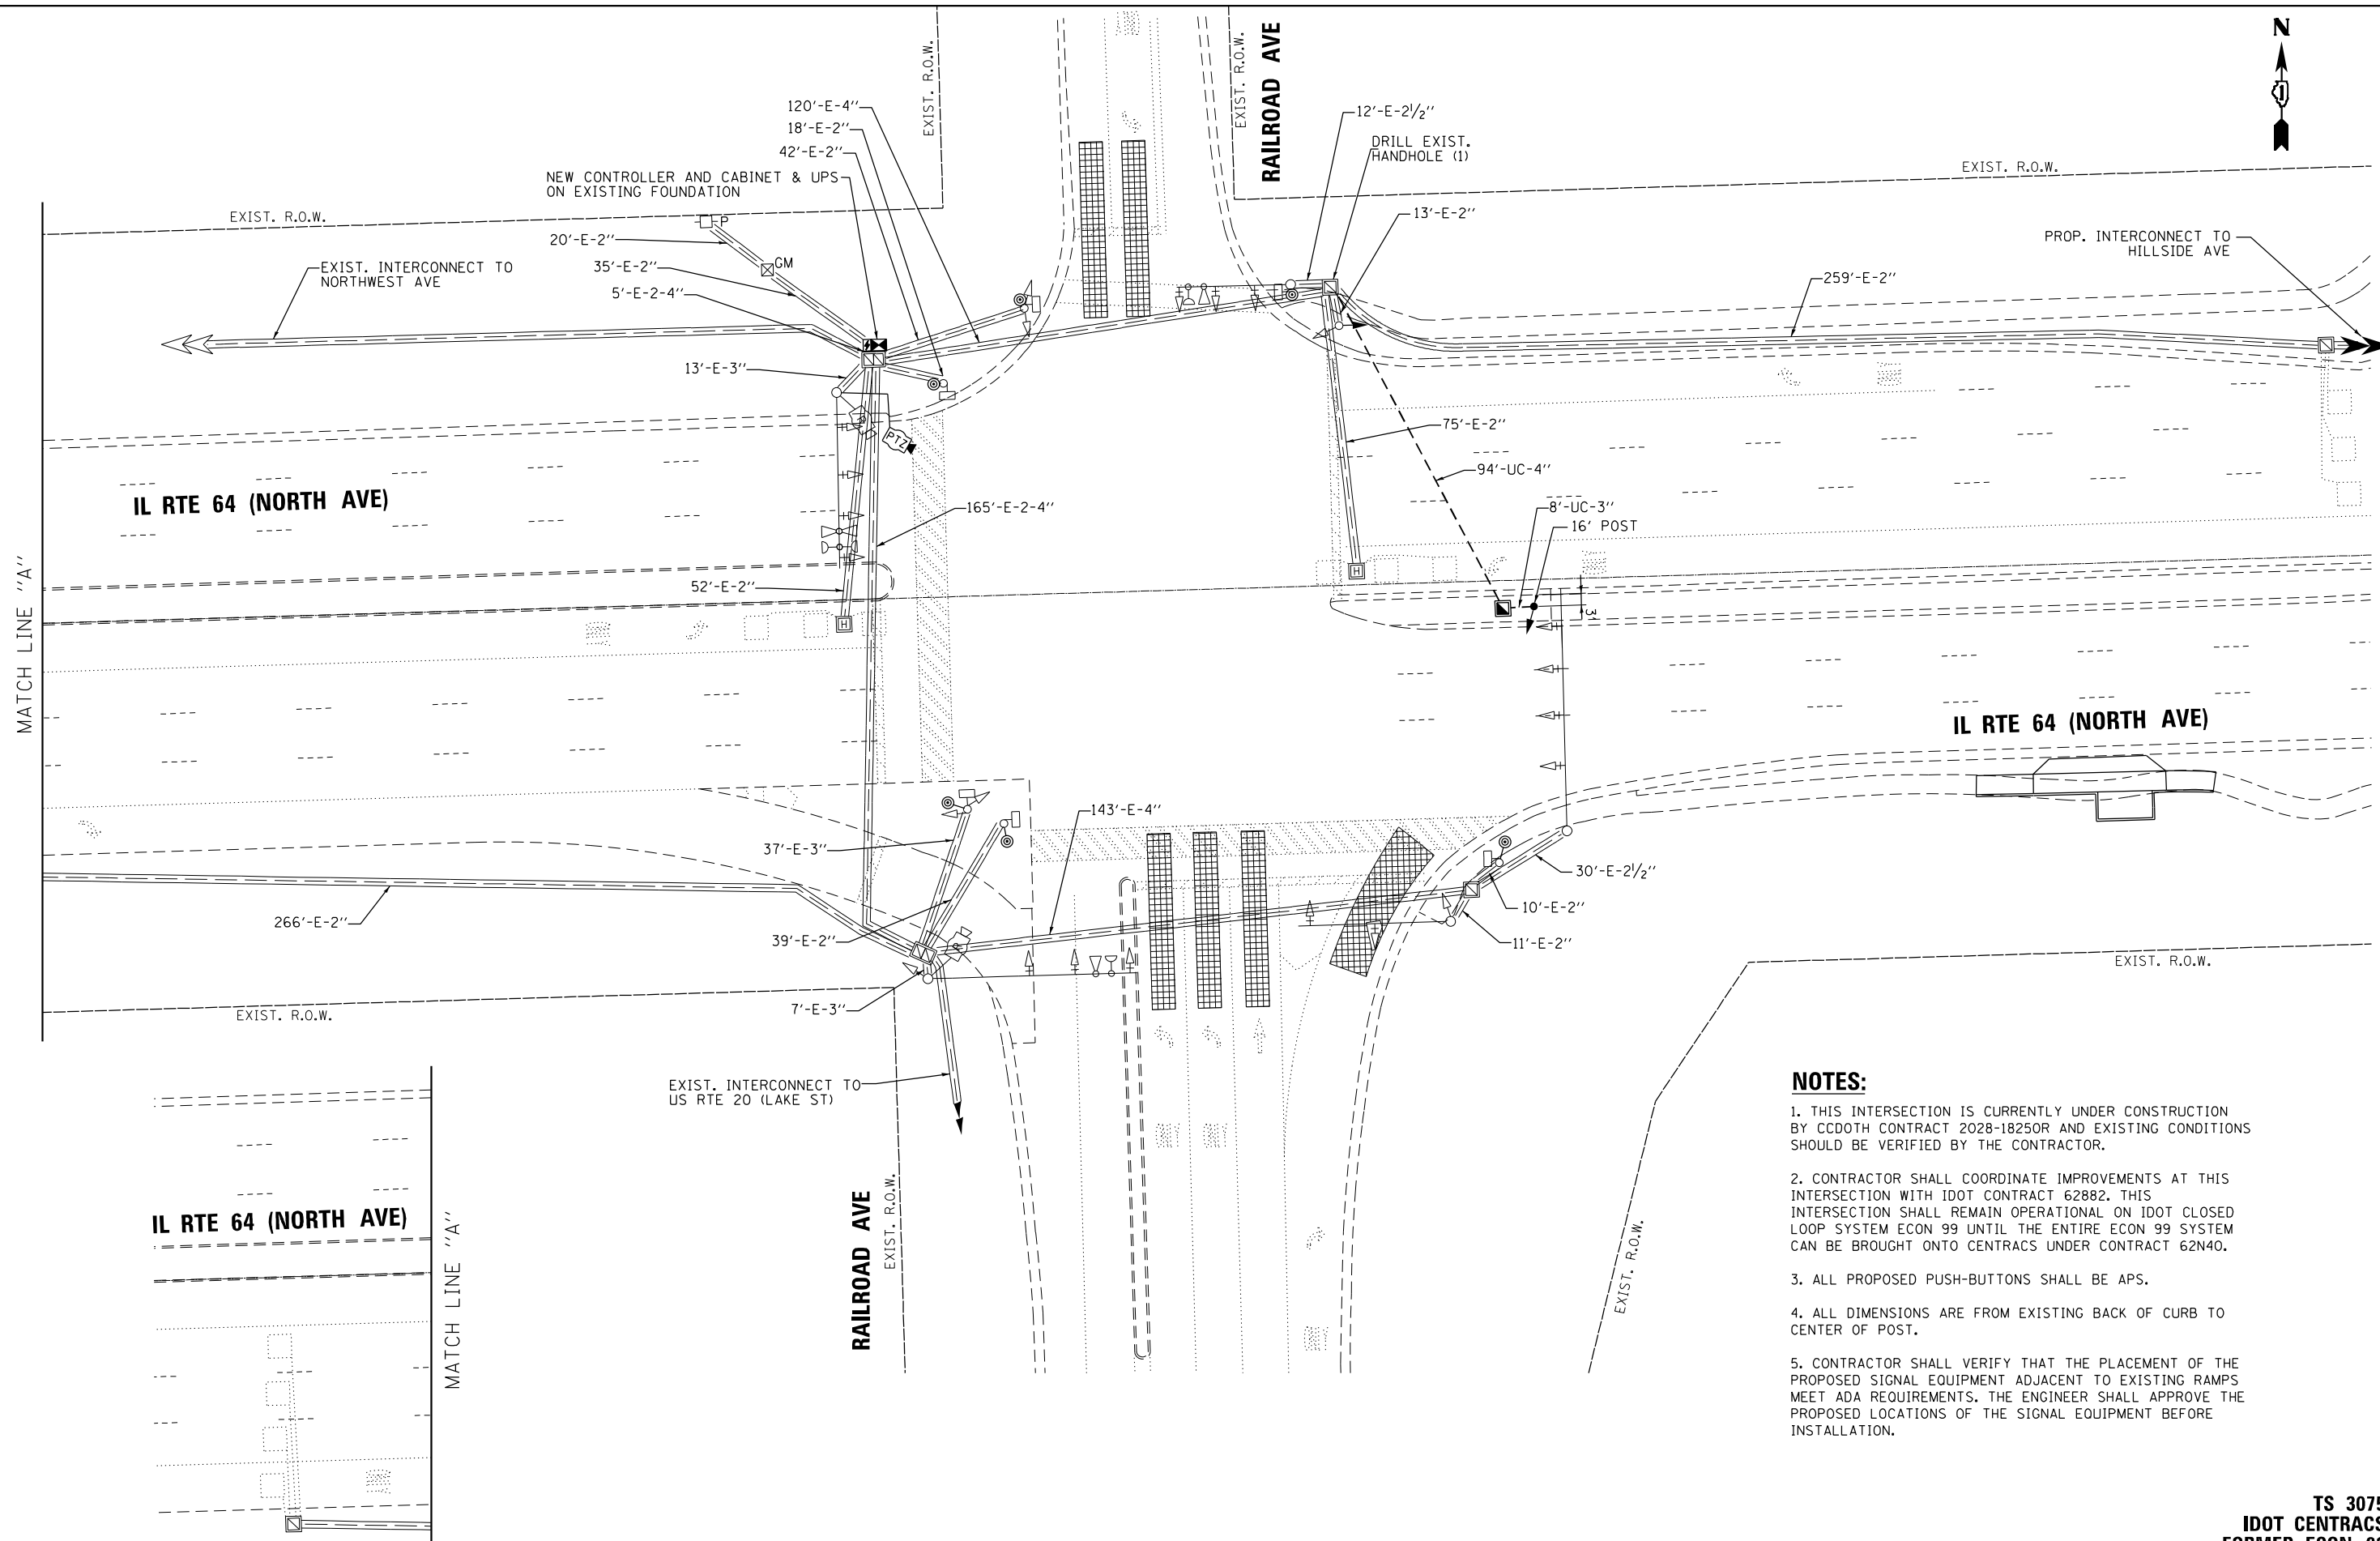 N
1
RAILROAD AVE
EXIST. R.O.W.
EXIST. R.O.W.
120'-E-4''
18'-E-2''
42'-E-2''
NEW CONTROLLER AND CABINET & UPS
ON EXISTING FOUNDATION
12'-E-2½''
DRILL EXIST.
HANDHOLE (1)
13'-E-2''
EXIST. R.O.W.
EXIST. R.O.W.
P
20'-E-2''
GM
35'-E-2''
5'-E-2-4''
EXIST. INTERCONNECT TO
NORTHWEST AVE
PROP. INTERCONNECT TO
HILLSIDE AVE
259'-E-2''
13'-E-3''
PTZ
75'-E-2''
94'-UC-4''
IL RTE 64 (NORTH AVE)
165'-E-2-4''
8'-UC-3''
16' POST
52'-E-2''
H
H
3'
MATCH LINE ''A''
IL RTE 64 (NORTH AVE)
143'-E-4''
37'-E-3''
30'-E-2½''
266'-E-2''
39'-E-2''
10'-E-2''
11'-E-2''
7'-E-3''
EXIST. R.O.W.
EXIST. R.O.W.
EXIST. INTERCONNECT TO
US RTE 20 (LAKE ST)
RAILROAD AVE
EXIST. R.O.W.
EXIST. R.O.W.
IL RTE 64 (NORTH AVE)
MATCH LINE ''A''
NOTES:
1. THIS INTERSECTION IS CURRENTLY UNDER CONSTRUCTION
BY CCDOTH CONTRACT 2028-18250R AND EXISTING CONDITIONS
SHOULD BE VERIFIED BY THE CONTRACTOR.
2. CONTRACTOR SHALL COORDINATE IMPROVEMENTS AT THIS
INTERSECTION WITH IDOT CONTRACT 62882. THIS
INTERSECTION SHALL REMAIN OPERATIONAL ON IDOT CLOSED
LOOP SYSTEM ECON 99 UNTIL THE ENTIRE ECON 99 SYSTEM
CAN BE BROUGHT ONTO CENTRACS UNDER CONTRACT 62N40.
3. ALL PROPOSED PUSH-BUTTONS SHALL BE APS.
4. ALL DIMENSIONS ARE FROM EXISTING BACK OF CURB TO
CENTER OF POST.
5. CONTRACTOR SHALL VERIFY THAT THE PLACEMENT OF THE
PROPOSED SIGNAL EQUIPMENT ADJACENT TO EXISTING RAMPS
MEET ADA REQUIREMENTS. THE ENGINEER SHALL APPROVE THE
PROPOSED LOCATIONS OF THE SIGNAL EQUIPMENT BEFORE
INSTALLATION.
TS 3075
IDOT CENTRACS
FORMER ECON